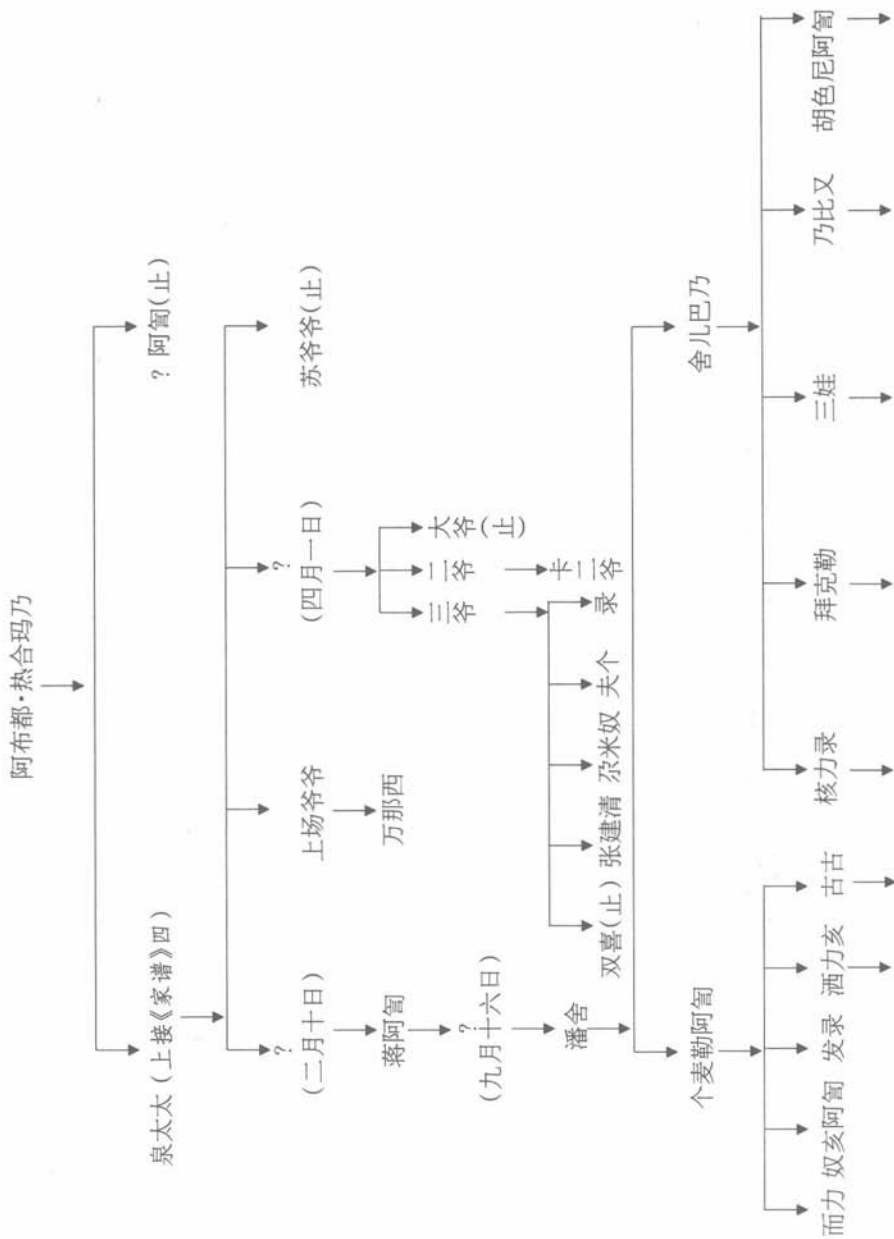 阿布都·热合玛乃
泉太太(上接《家谱》四)
?阿訇(止)
?
(二月十日)
上场爷爷
?
(四月一日)
苏爷爷(止)
蒋阿訇
万那西
三爷
二爷
大爷(止)
?
(九月十六日)
双喜(止)
张建清
尕米奴
夫个
录
卡二爷
潘舍
个麦勒阿訇
舍儿巴乃
而力
奴亥阿訇
发录
洒力亥
古古
核力录
拜克勒
三娃
乃比又
胡色尼阿訇